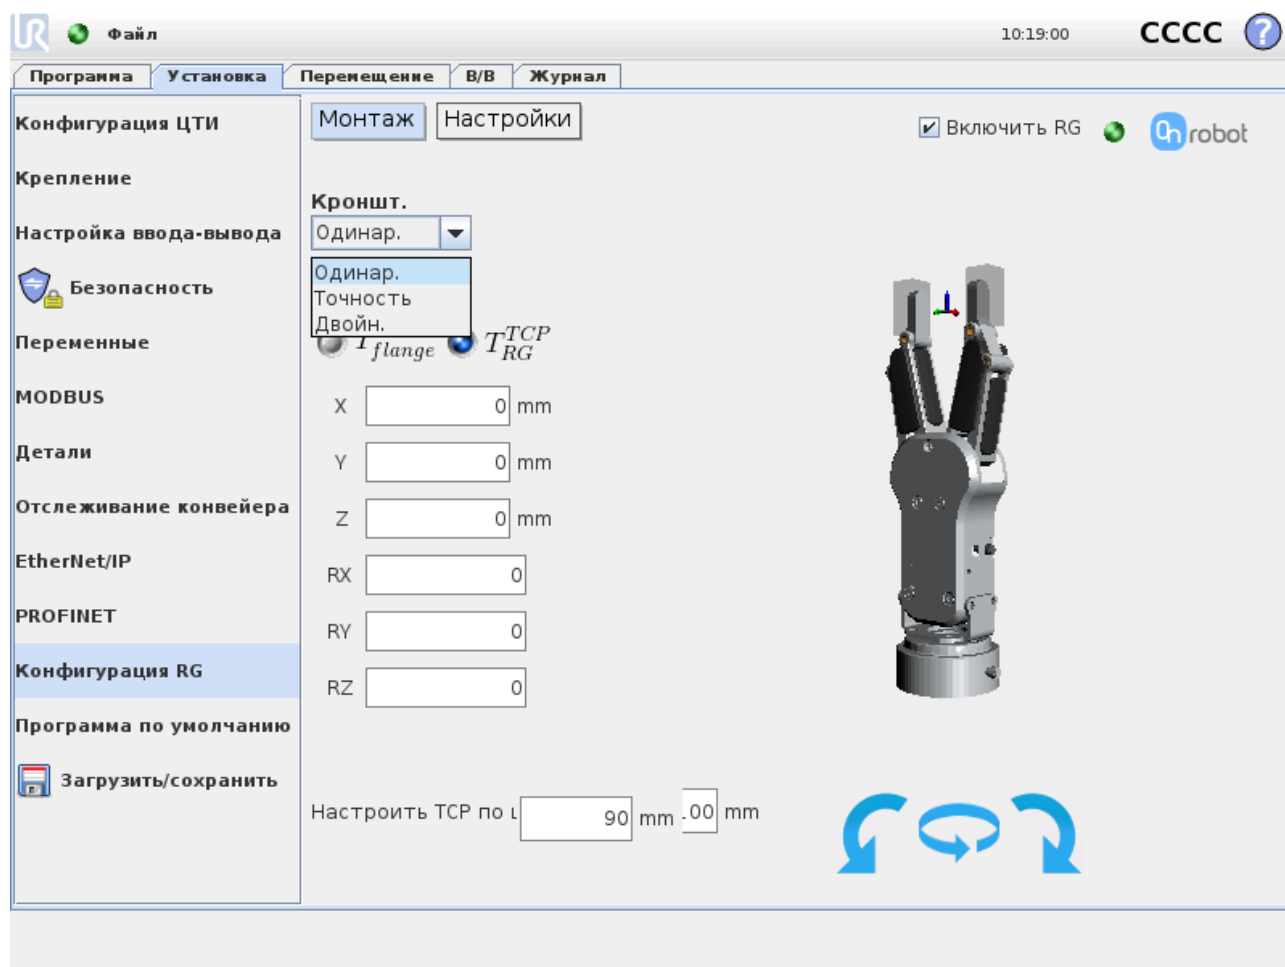 Файл
10:19:00
CCCC
?
Программа
Установка
Перемещение
В/В
Журнал
Конфигурация ЦТИ
Крепление
Настройка ввода-вывода
Безопасность
Переменные
MODBUS
Детали
Отслеживание конвейера
EtherNet/IP
PROFINET
Конфигурация RG
Программа по умолчанию
Загрузить/сохранить
Монтаж
Настройки
Включить RG
On robot
Кроншт.
Одинар.
Одинар.
Точность
Двойн.
T flange
T TCP RG
X 0 mm
Y 0 mm
Z 0 mm
RX 0
RY 0
RZ 0
Настроить TCP по 90 mm .00 mm